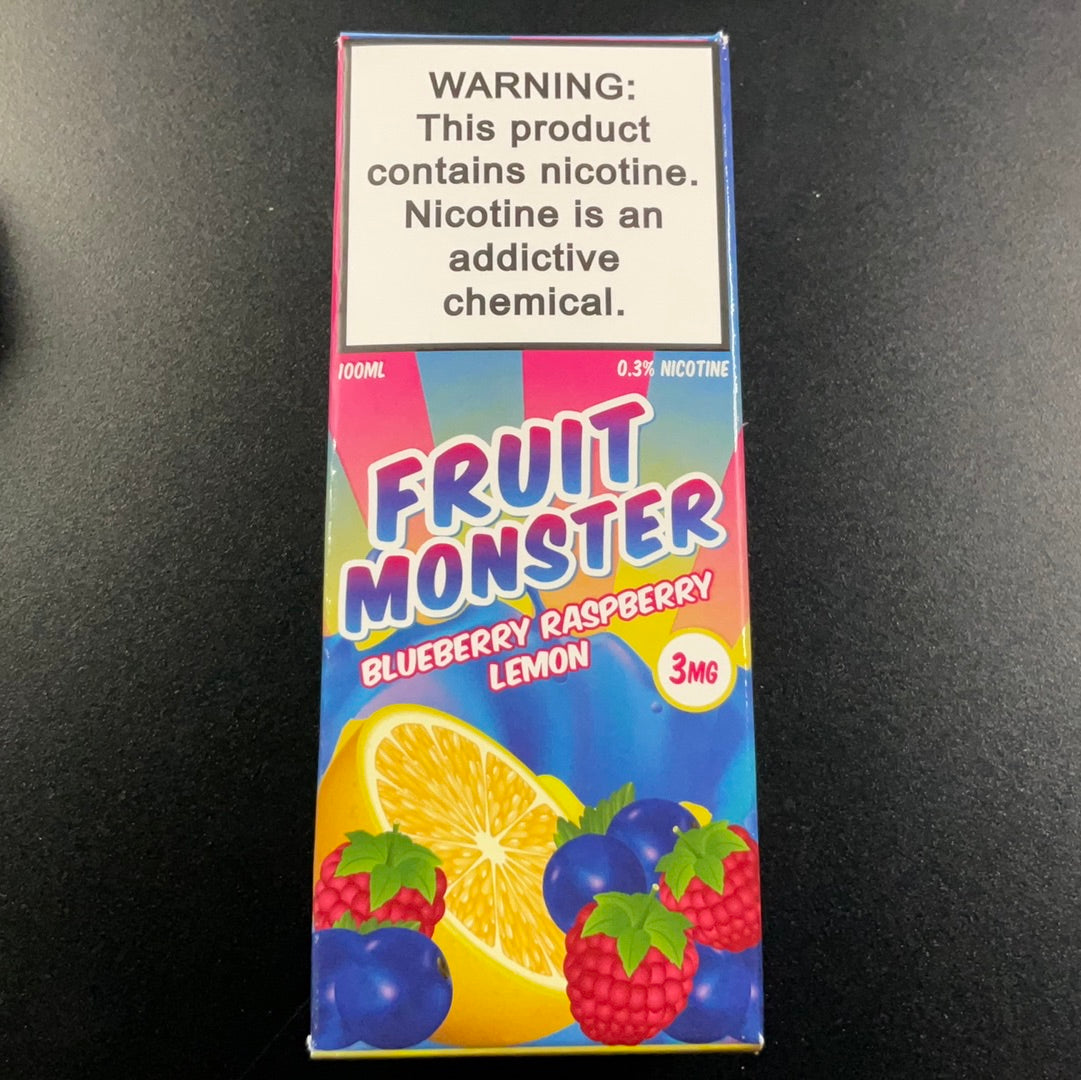 WARNING:
This product
contains nicotine.
Nicotine is an
addictive
chemical.
100ML
0.3% NICOTINE
FRUIT
MONSTER
BLUEBERRY RASPBERRY
LEMON
3MG